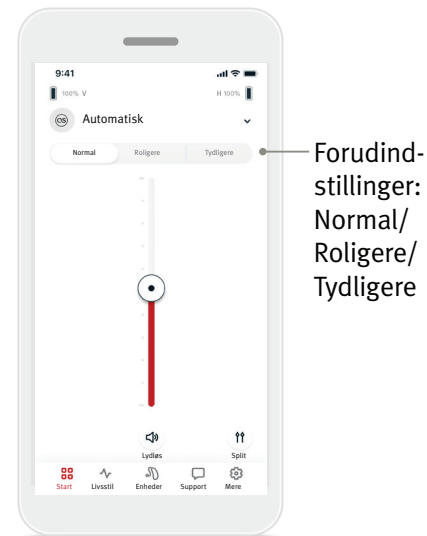 9:41
100% V
H 100%
OS
Automatisk
Normal
Roligere
Tydligere
Forudind-
stillinger:
Normal/
Roligere/
Tydligere
Lydløs
Split
Start
Livsstil
Enheder
Support
Mere